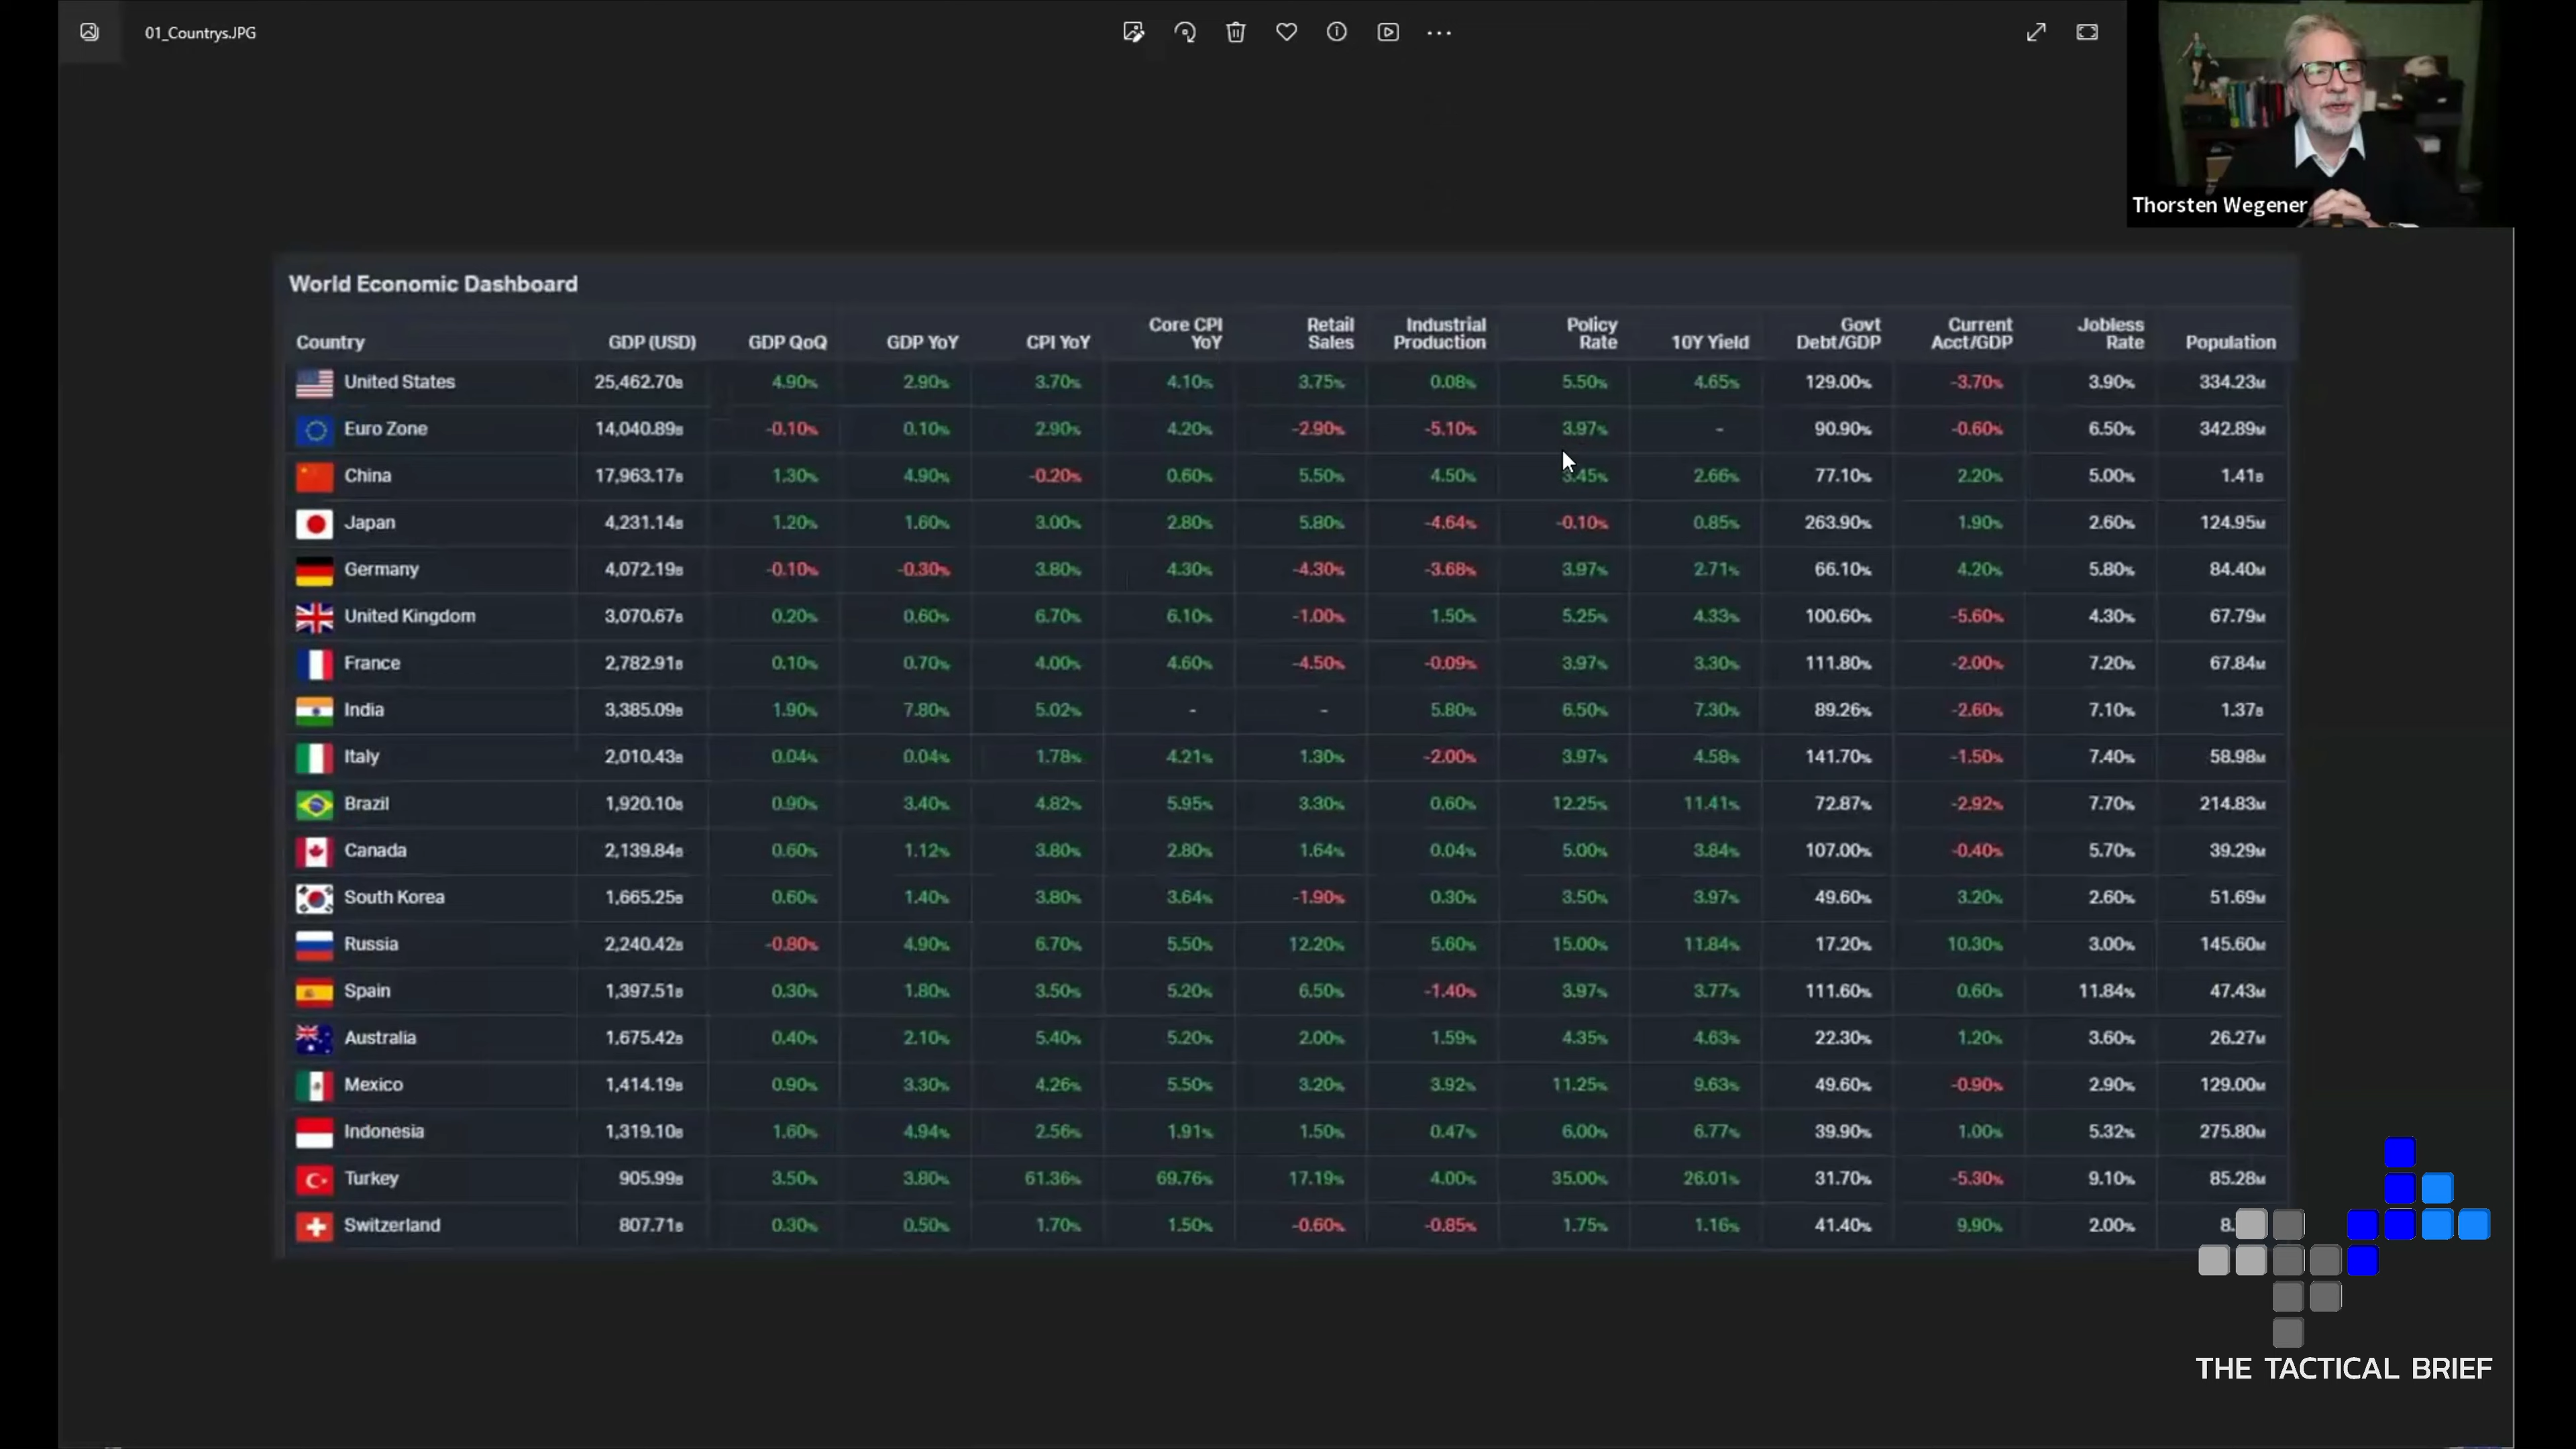 01_Countrys.JPG
Thorsten Wegener
World Economic Dashboard
Country GDP (USD) GDP QoQ GDP YoY CPI YoY Core CPI YoY Retail Sales Industrial Production Policy Rate 10Y Yield Govt Debt/GDP Current Acct/GDP Jobless Rate Population
United States 25,462.70B 4.90% 2.90% 3.70% 4.10% 3.75% 0.08% 5.50% 4.65% 129.00% -3.70% 3.90% 334.23M
Euro Zone 14,040.89B -0.10% 0.10% 2.90% 4.20% -2.90% -5.10% 3.97% - 90.90% -0.60% 6.50% 342.89M
China 17,963.17B 1.30% 4.90% -0.20% 0.60% 5.50% 4.50% 3.45% 2.66% 77.10% 2.20% 5.00% 1.41B
Japan 4,231.14B 1.20% 1.60% 3.00% 2.80% 5.80% -4.64% -0.10% 0.85% 263.90% 1.90% 2.60% 124.95M
Germany 4,072.19B -0.10% -0.30% 3.80% 4.30% -4.30% -3.68% 3.97% 2.71% 66.10% 4.20% 5.80% 84.40M
United Kingdom 3,070.67B 0.20% 0.60% 6.70% 6.10% -1.00% 1.50% 5.25% 4.33% 100.60% -5.60% 4.30% 67.79M
France 2,782.91B 0.10% 0.70% 4.00% 4.60% -4.50% -0.09% 3.97% 3.30% 111.80% -2.00% 7.20% 67.84M
India 3,385.09B 1.90% 7.80% 5.02% - - 5.80% 6.50% 7.30% 89.26% -2.60% 7.10% 1.37B
Italy 2,010.43B 0.04% 0.04% 1.78% 4.21% 1.30% -2.00% 3.97% 4.58% 141.70% -1.50% 7.40% 58.98M
Brazil 1,920.10B 0.90% 3.40% 4.82% 5.95% 3.30% 0.60% 12.25% 11.41% 72.87% -2.92% 7.70% 214.83M
Canada 2,139.84B 0.60% 1.12% 3.80% 2.80% 1.64% 0.04% 5.00% 3.84% 107.00% -0.40% 5.70% 39.29M
South Korea 1,665.25B 0.60% 1.40% 3.80% 3.64% -1.90% 0.30% 3.50% 3.97% 49.60% 3.20% 2.60% 51.69M
Russia 2,240.42B -0.80% 4.90% 6.70% 5.50% 12.20% 5.60% 15.00% 11.84% 17.20% 10.30% 3.00% 145.60M
Spain 1,397.51B 0.30% 1.80% 3.50% 5.20% 6.50% -1.40% 3.97% 3.77% 111.60% 0.60% 11.84% 47.43M
Australia 1,675.42B 0.40% 2.10% 5.40% 5.20% 2.00% 1.59% 4.35% 4.63% 22.30% 1.20% 3.60% 26.27M
Mexico 1,414.19B 0.90% 3.30% 4.26% 5.50% 3.20% 3.92% 11.25% 9.63% 49.60% -0.90% 2.90% 129.00M
Indonesia 1,319.10B 1.60% 4.94% 2.56% 1.91% 1.50% 0.47% 6.00% 6.77% 39.90% 1.00% 5.32% 275.80M
Turkey 905.99B 3.50% 3.80% 61.36% 69.76% 17.19% 4.00% 35.00% 26.01% 31.70% -5.30% 9.10% 85.28M
Switzerland 807.71B 0.30% 0.50% 1.70% 1.50% -0.60% -0.85% 1.75% 1.16% 41.40% 9.90% 2.00%
THE TACTICAL BRIEF